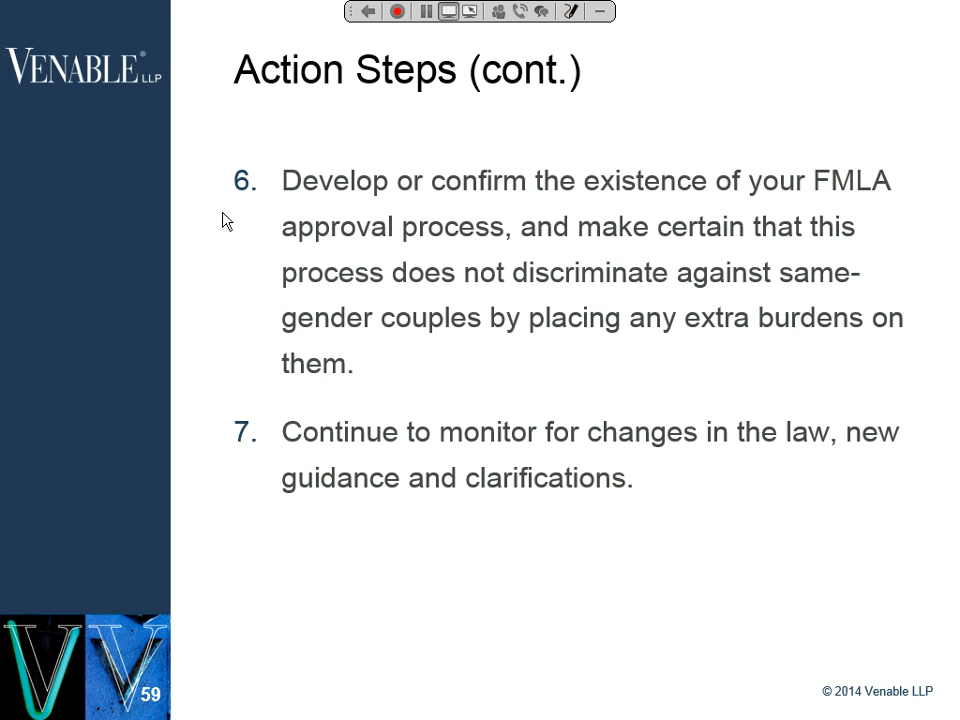 VENABLE® LLP
Action Steps (cont.)
6. Develop or confirm the existence of your FMLA
approval process, and make certain that this
process does not discriminate against same-
gender couples by placing any extra burdens on
them.
7. Continue to monitor for changes in the law, new
guidance and clarifications.
59
© 2014 Venable LLP